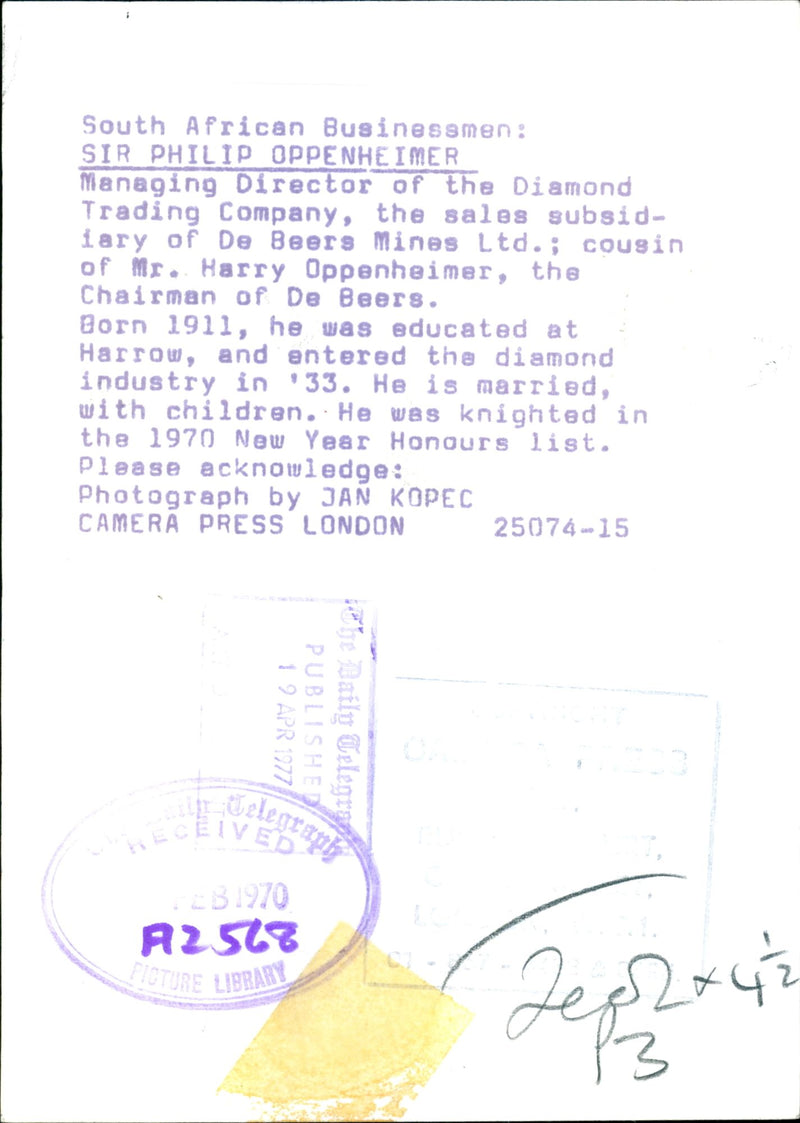 South African Businessmen:
SIR PHILIP OPPENHEIMER
Managing Director of the Diamond
Trading Company, the sales subsid-
iary of De Beers Mines Ltd.; cousin
of Mr. Harry Oppenheimer, the
Chairman of De Beers.
Born 1911, he was educated at
Harrow, and entered the diamond
industry in '33. He is married,
with children. He was knighted in
the 1970 New Year Honours list.
Please acknowledge:
Photograph by JAN KOPEC
CAMERA PRESS LONDON 25074-15
The Daily Telegraph
PUBLISHED
19 APR 1977
Daily Telegraph
RECEIVED
FEB 1970
A2568
PICTURE LIBRARY
x 4½
P3